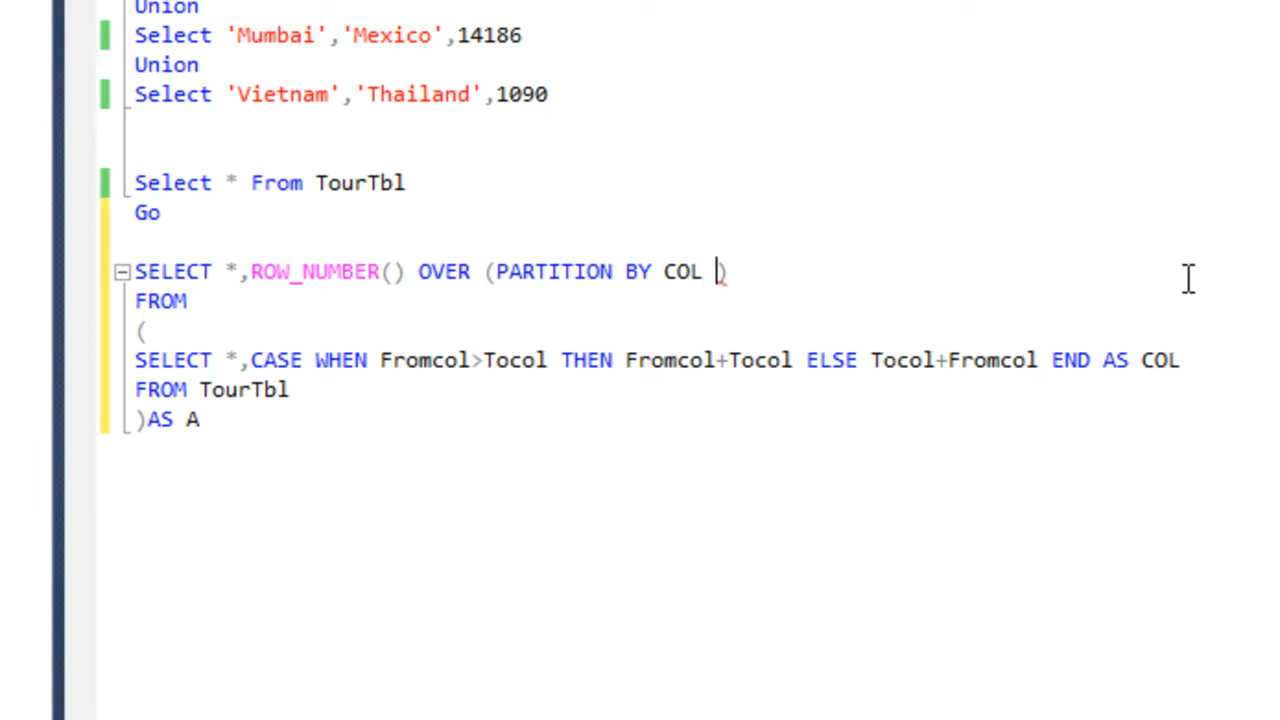 Union
Select 'Mumbai','Mexico',14186
Union
Select 'Vietnam','Thailand',1090
Select * From TourTbl
Go
SELECT *,ROW_NUMBER() OVER (PARTITION BY COL )
FROM
(
SELECT *,CASE WHEN Fromcol>Tocol THEN Fromcol+Tocol ELSE Tocol+Fromcol END AS COL
FROM TourTbl
)AS A